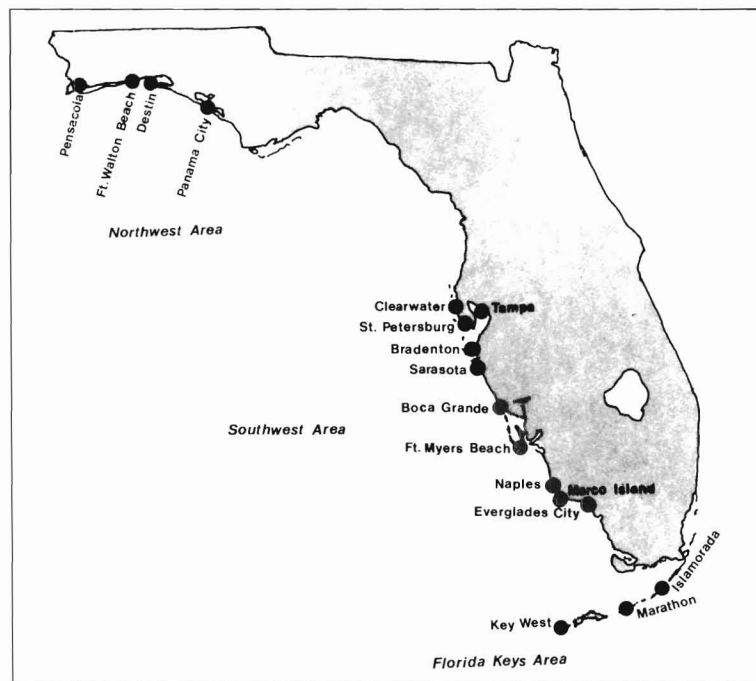 Pensacola
Ft. Walton Beach
Destin
Panama City
Northwest Area
Clearwater
Tampa
St. Petersburg
Bradenton
Sarasota
Boca Grande
Southwest Area
Ft. Myers Beach
Naples
Marco Island
Everglades City
Islamorada
Marathon
Key West
Florida Keys Area